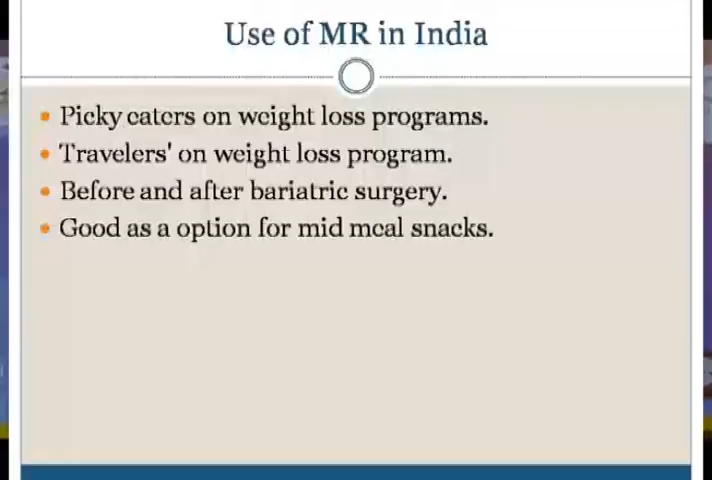 Use of MR in India
• Picky eaters on weight loss programs.
• Travelers' on weight loss program.
• Before and after bariatric surgery.
• Good as a option for mid meal snacks.